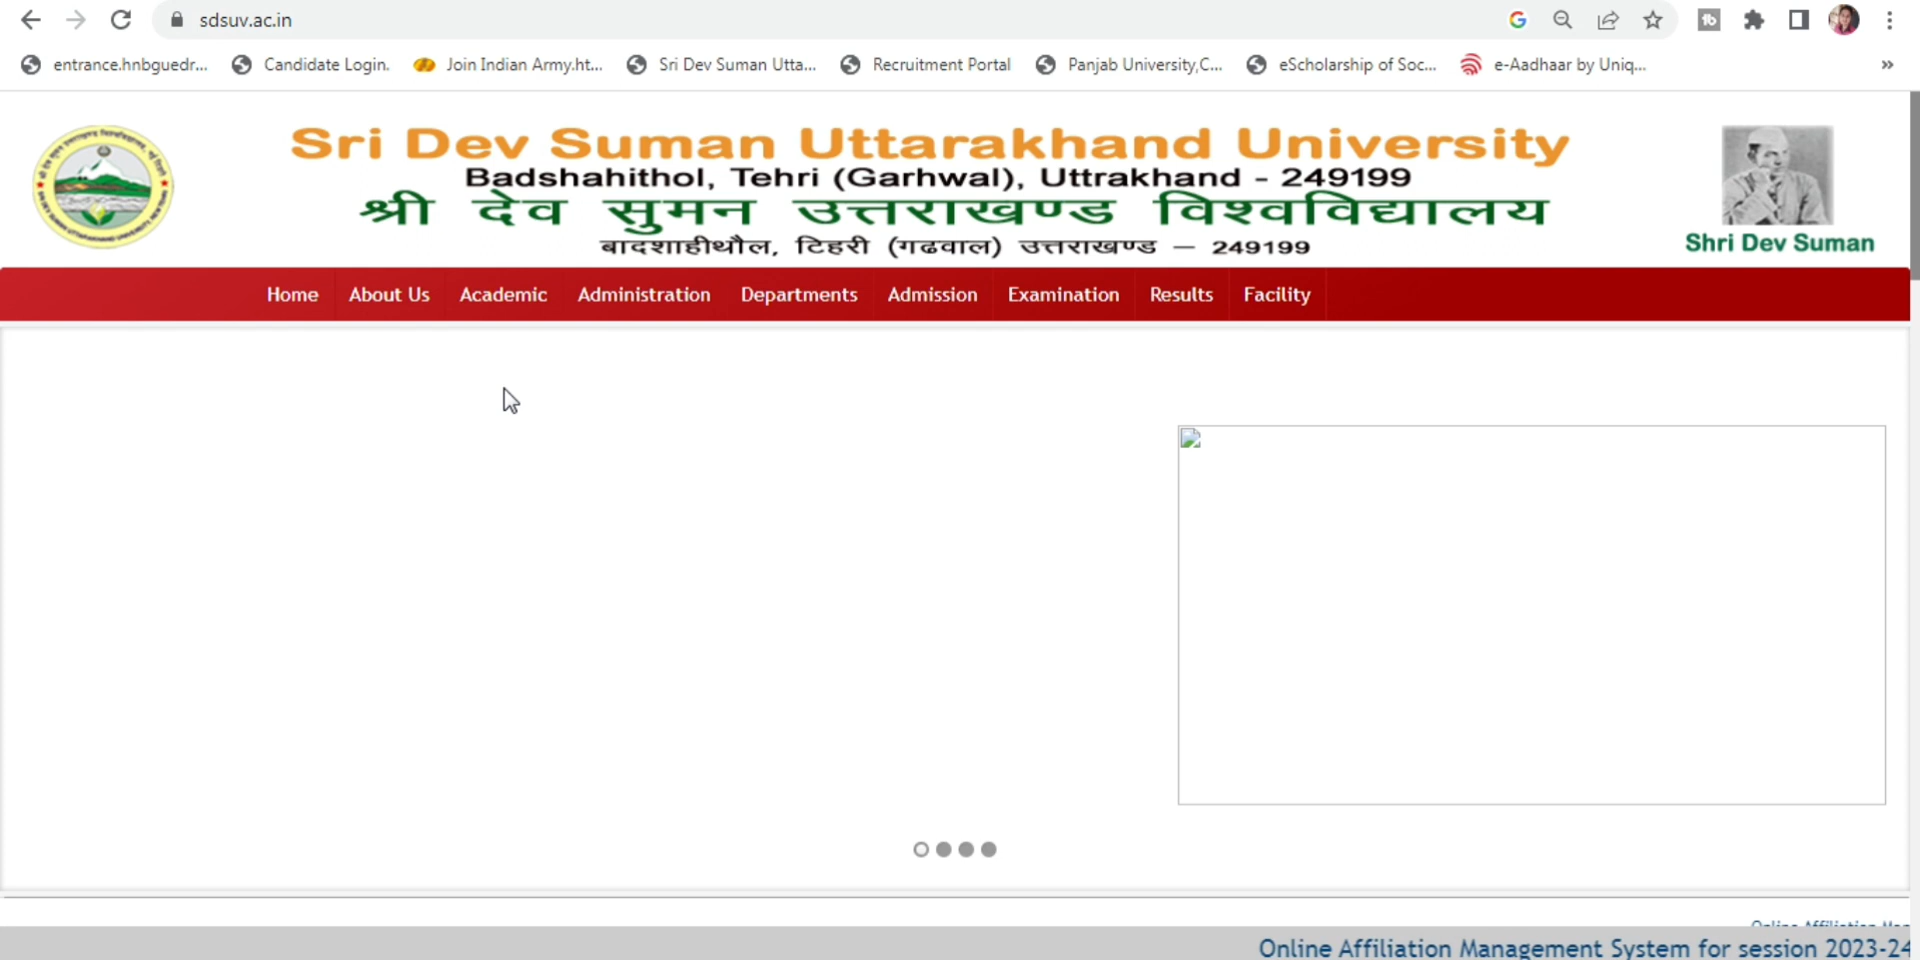 sdsuv.ac.in
entrance.hnbguedr... Candidate Login. Join Indian Army.ht... Sri Dev Suman Utta... Recruitment Portal Panjab University,C... eScholarship of Soc... e-Aadhaar by Uniq... »
Sri Dev Suman Uttarakhand University
Badshahithol, Tehri (Garhwal), Uttrakhand - 249199
श्री देव सुमन उत्तराखण्ड विश्वविद्यालय
बादशाहीथौल, टिहरी (गढवाल) उत्तराखण्ड – 249199
Shri Dev Suman
Home About Us Academic Administration Departments Admission Examination Results Facility
Online Affiliation Management System for session 2023-24